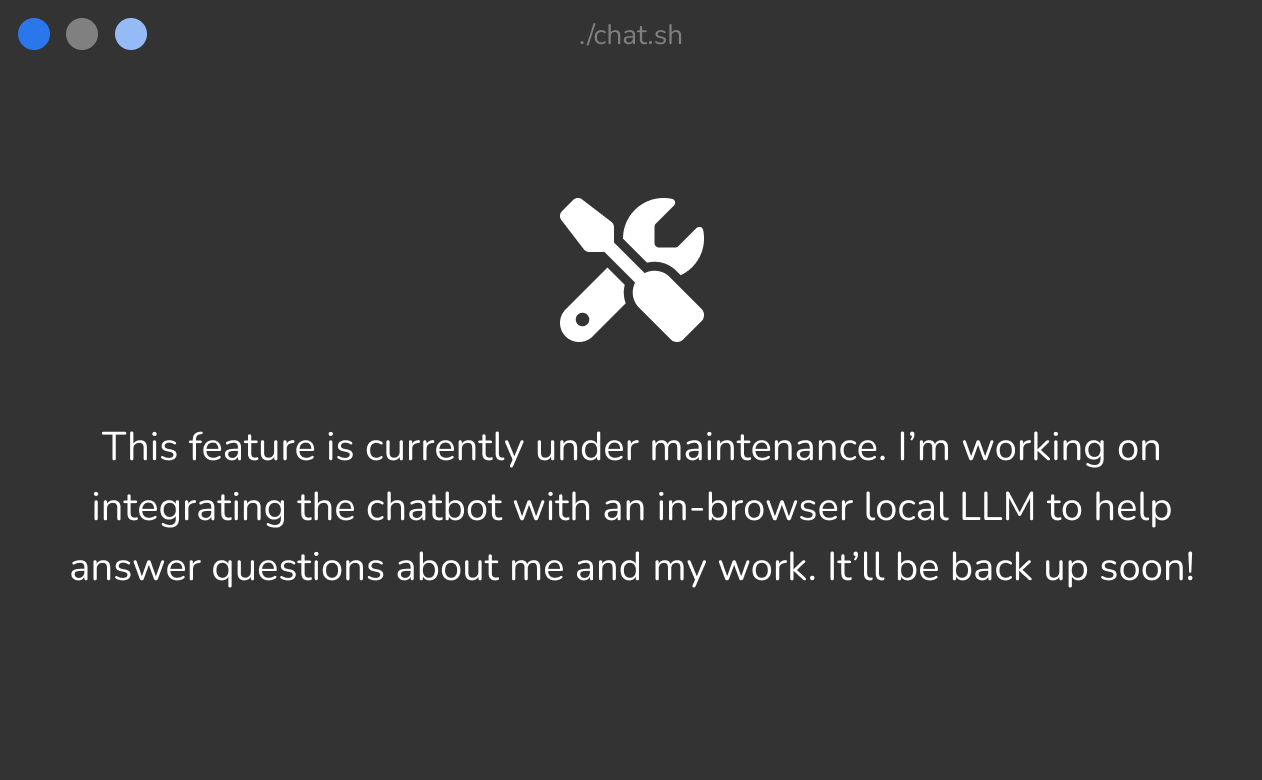 ./chat.sh
This feature is currently under maintenance. I’m working on
integrating the chatbot with an in-browser local LLM to help
answer questions about me and my work. It’ll be back up soon!